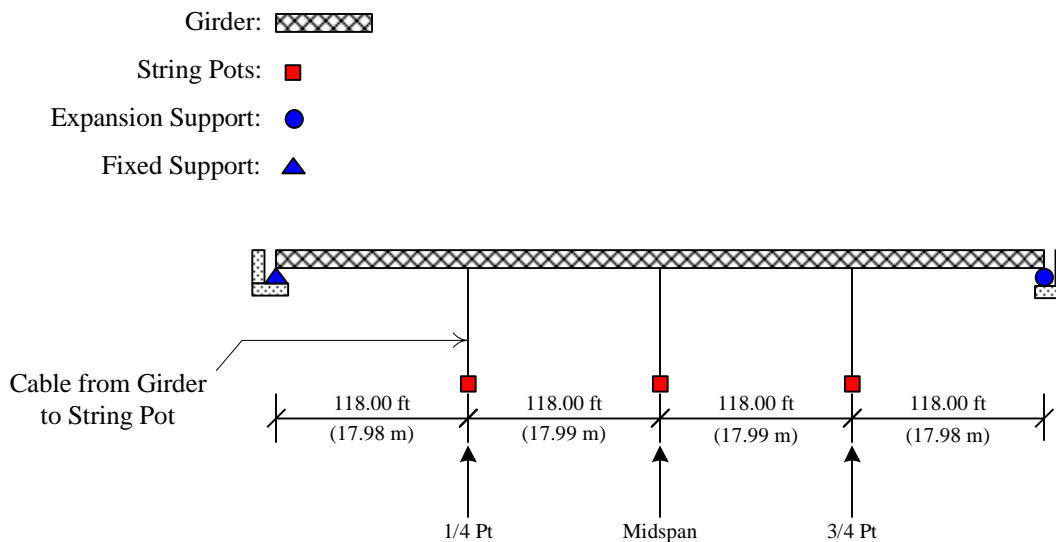 Girder:
String Pots:
Expansion Support:
Fixed Support:
Cable from Girder
to String Pot
118.00 ft
(17.98 m)
118.00 ft
(17.99 m)
118.00 ft
(17.99 m)
118.00 ft
(17.98 m)
1/4 Pt
Midspan
3/4 Pt